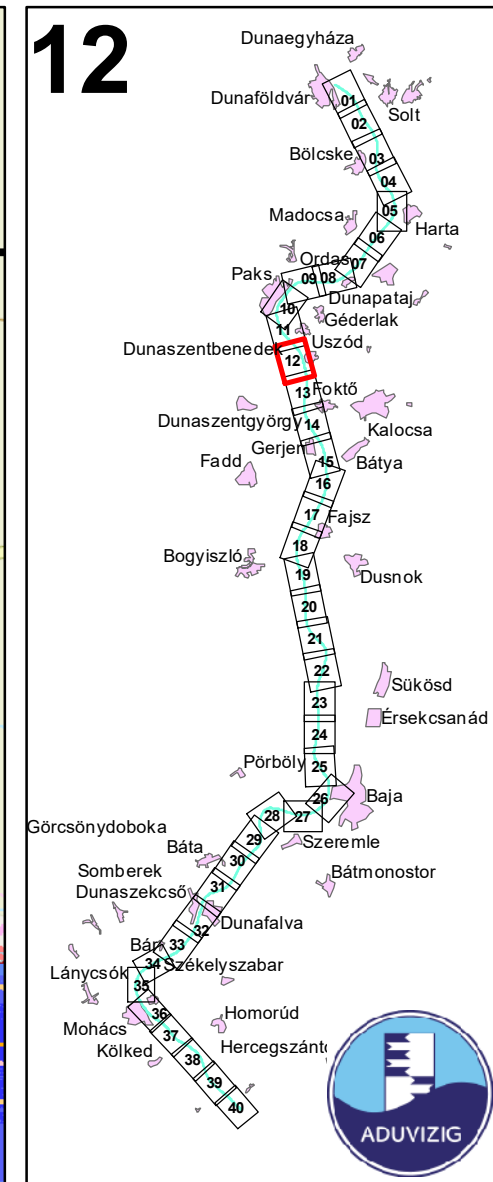 12
Dunaegyháza
Dunaföldvár
01
Solt
02
Bölcske
03
04
Madocsa
05
Harta
06
Ordas
07
Paks
09
08
Dunapataj
10
Géderlak
11
Uszód
Dunaszentbenedek
12
13
Foktő
Dunaszentgyörgy
14
Kalocsa
Gerjen
15
Bátya
Fadd
16
17
Fajsz
18
Bogyiszló
19
Dusnok
20
21
22
Sükösd
23
Érsekcsanád
24
Pörböly
25
26
Baja
28
27
Görcsönydoboka
29
Szeremle
Báta
30
Somberek
31
Bátmonostor
Dunaszekcső
32
Dunafalva
33
Bár
34
Székelyszabar
Lánycsók
35
36
Homorúd
Mohács
37
Kölked
38
Hercegszántó
39
40
ADUVIZIG